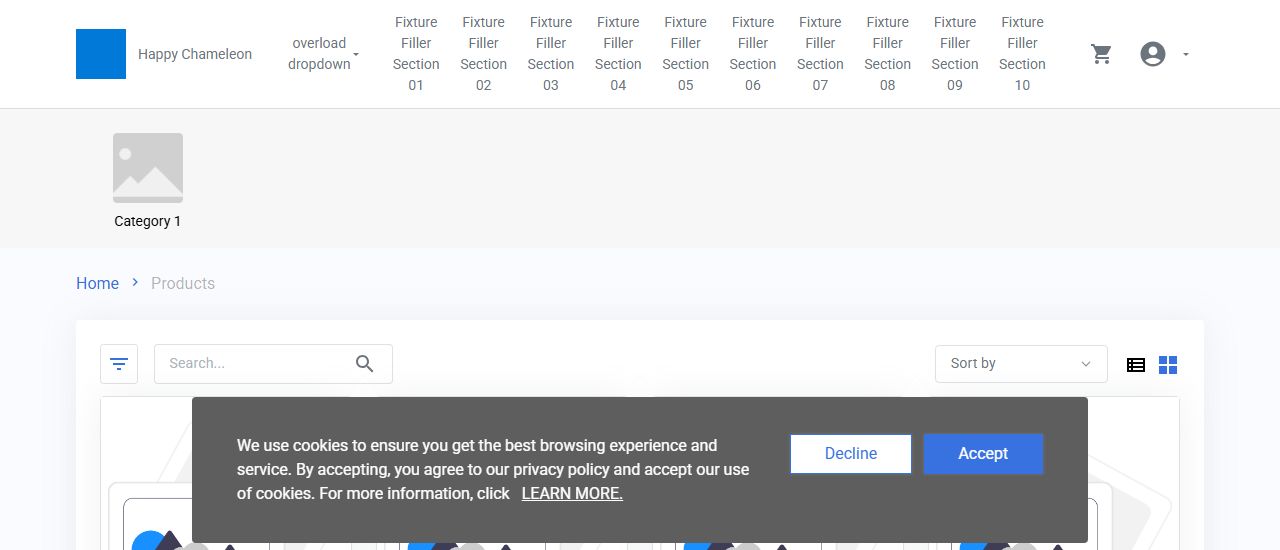 Happy Chameleon
overload
dropdown
Fixture
Filler
Section
01
Fixture
Filler
Section
02
Fixture
Filler
Section
03
Fixture
Filler
Section
04
Fixture
Filler
Section
05
Fixture
Filler
Section
06
Fixture
Filler
Section
07
Fixture
Filler
Section
08
Fixture
Filler
Section
09
Fixture
Filler
Section
10
Category 1
Home
Products
Search...
Sort by
We use cookies to ensure you get the best browsing experience and
service. By accepting, you agree to our privacy policy and accept our use
of cookies. For more information, click LEARN MORE.
Decline
Accept